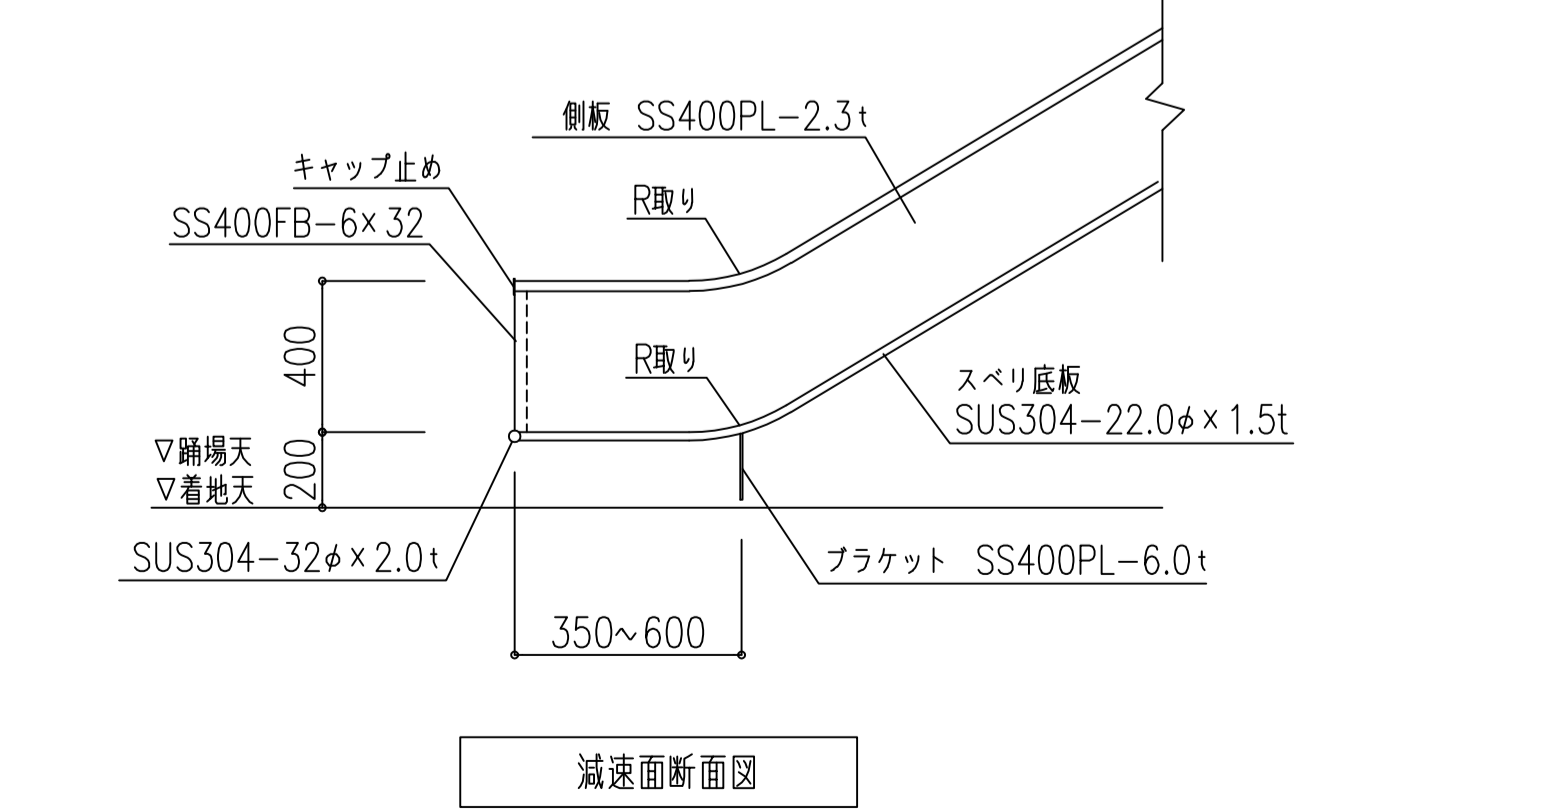 側板 SS400PL-2.3t
キャップ止め
SS400FB-6×32
R取り
400
R取り
スベリ底板
SUS304-22.0φ×1.5t
▽踊場天
▽着地天
200
SUS304-32φ×2.0t
ブラケット SS400PL-6.0t
350~600
減速面断面図